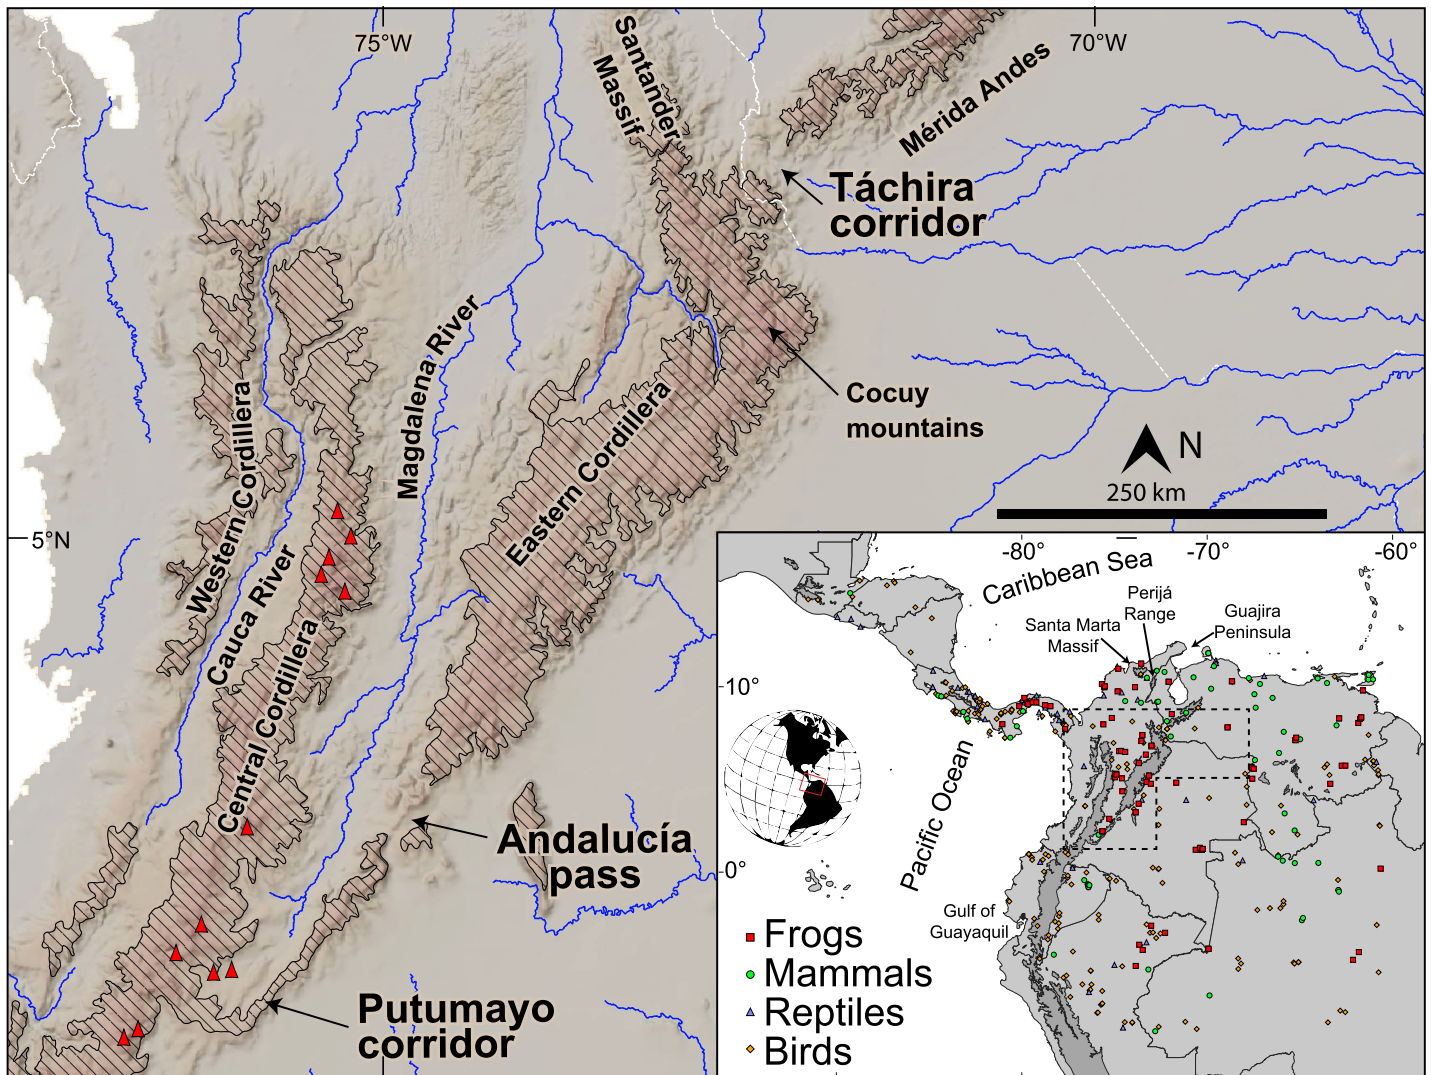 75°W
70°W
Santander
Massif
Mérida Andes
Táchira
corridor
Magdalena River
Cocuy
mountains
Western Cordillera
Eastern Cordillera
N
250 km
5°N
Cauca River
Central Cordillera
Andalucía
pass
Putumayo
corridor
-80°
-70°
-60°
Caribbean Sea
Perijá
Range
Guajira
Peninsula
Santa Marta
Massif
10°
Pacific Ocean
0°
Gulf of
Guayaquil
Frogs
Mammals
Reptiles
Birds